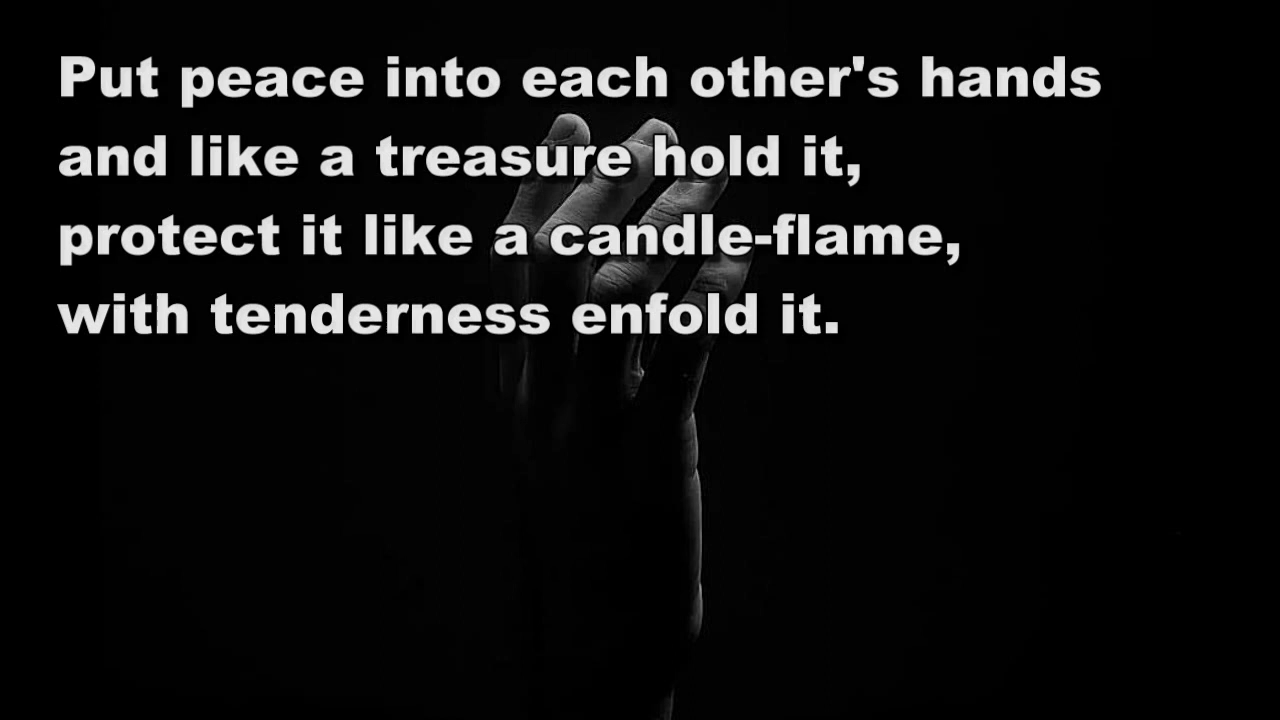 Put peace into each other's hands
and like a treasure hold it,
protect it like a candle-flame,
with tenderness enfold it.